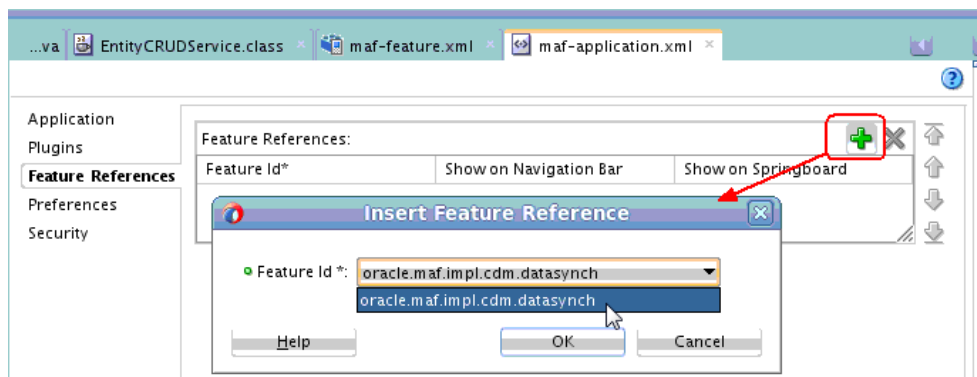 ...va EntityCRUDService.class maf-feature.xml maf-application.xml
Application
Plugins
Feature References
Preferences
Security
Feature References:
Feature Id* Show on Navigation Bar Show on Springboard
Insert Feature Reference
Feature Id *: oracle.maf.impl.cdm.datasynch
oracle.maf.impl.cdm.datasynch
Help OK Cancel